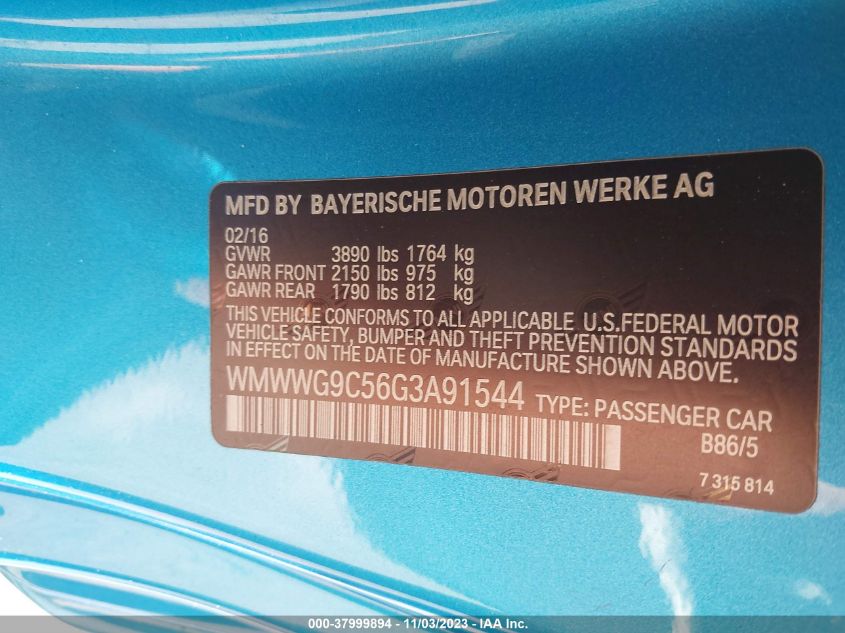 MFD BY BAYERISCHE MOTOREN WERKE AG
02/16
GVWR 3890 lbs 1764 kg
GAWR FRONT 2150 lbs 975 kg
GAWR REAR 1790 lbs 812 kg
THIS VEHICLE CONFORMS TO ALL APPLICABLE U.S.FEDERAL MOTOR
VEHICLE SAFETY, BUMPER AND THEFT PREVENTION STANDARDS
IN EFFECT ON THE DATE OF MANUFACTURE SHOWN ABOVE.
WMWWG9C56G3A91544 TYPE: PASSENGER CAR
B86/5
7 315 814
000-37999894 - 11/03/2023 - IAA Inc.